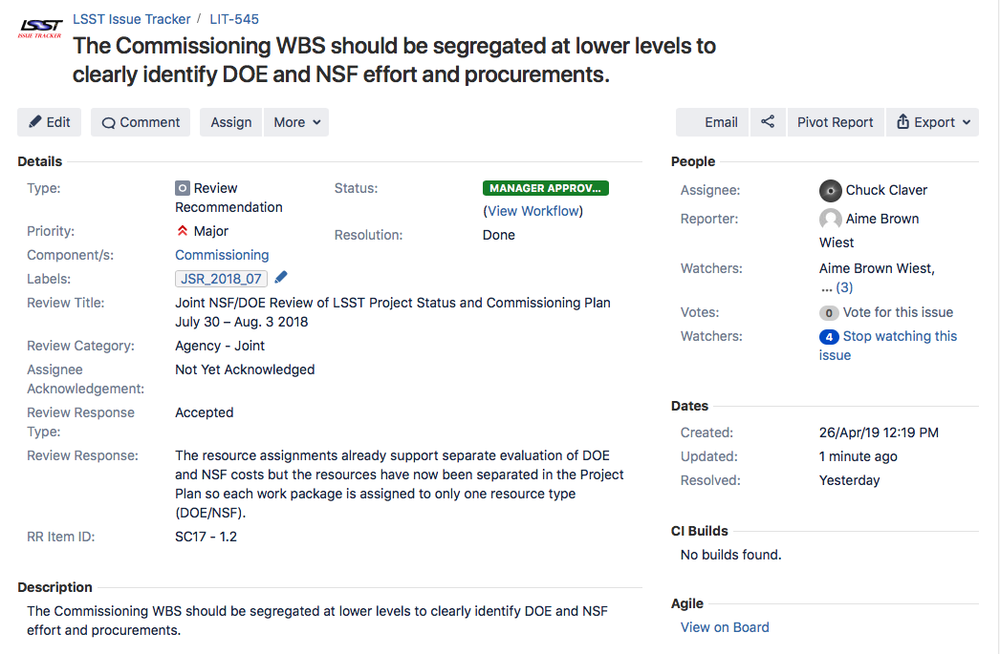 LSST
ISSUE TRACKER
LSST Issue Tracker / LIT-545
The Commissioning WBS should be segregated at lower levels to
clearly identify DOE and NSF effort and procurements.
Edit Comment Assign More Email Pivot Report Export
Details
Type: Review
Recommendation
Status: MANAGER APPROV...
(View Workflow)
Priority: Major
Resolution: Done
Component/s: Commissioning
Labels: JSR_2018_07
Review Title: Joint NSF/DOE Review of LSST Project Status and Commissioning Plan
July 30 – Aug. 3 2018
Review Category: Agency - Joint
Assignee Not Yet Acknowledged
Acknowledgement:
Review Response Accepted
Type:
Review Response: The resource assignments already support separate evaluation of DOE
and NSF costs but the resources have now been separated in the Project
Plan so each work package is assigned to only one resource type
(DOE/NSF).
RR Item ID: SC17 - 1.2
Description
The Commissioning WBS should be segregated at lower levels to clearly identify DOE and NSF
effort and procurements.
People
Assignee: Chuck Claver
Reporter: Aime Brown
Wiest
Watchers: Aime Brown Wiest,
... (3)
Votes: 0 Vote for this issue
Watchers: 4 Stop watching this
issue
Dates
Created: 26/Apr/19 12:19 PM
Updated: 1 minute ago
Resolved: Yesterday
CI Builds
No builds found.
Agile
View on Board